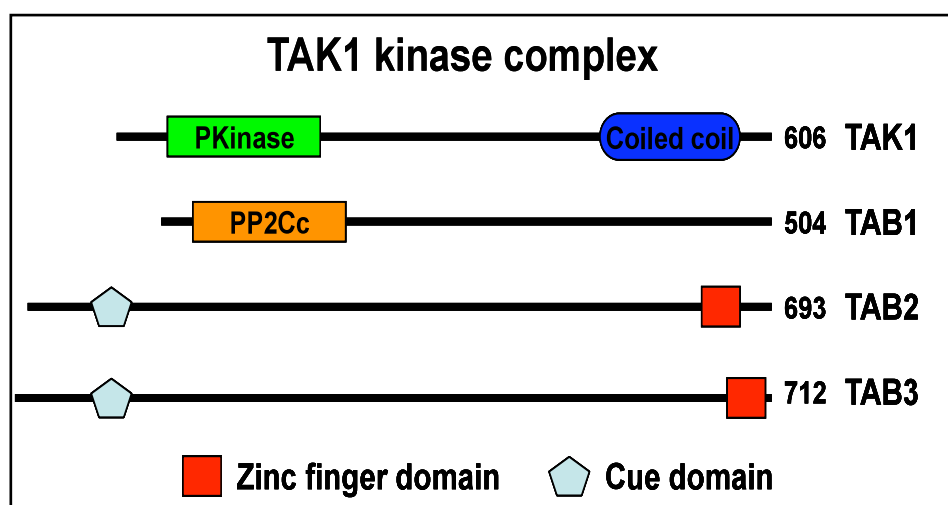 TAK1 kinase complex
PKinase Coiled coil 606 TAK1
PP2Cc 504 TAB1
693 TAB2
712 TAB3
Zinc finger domain Cue domain